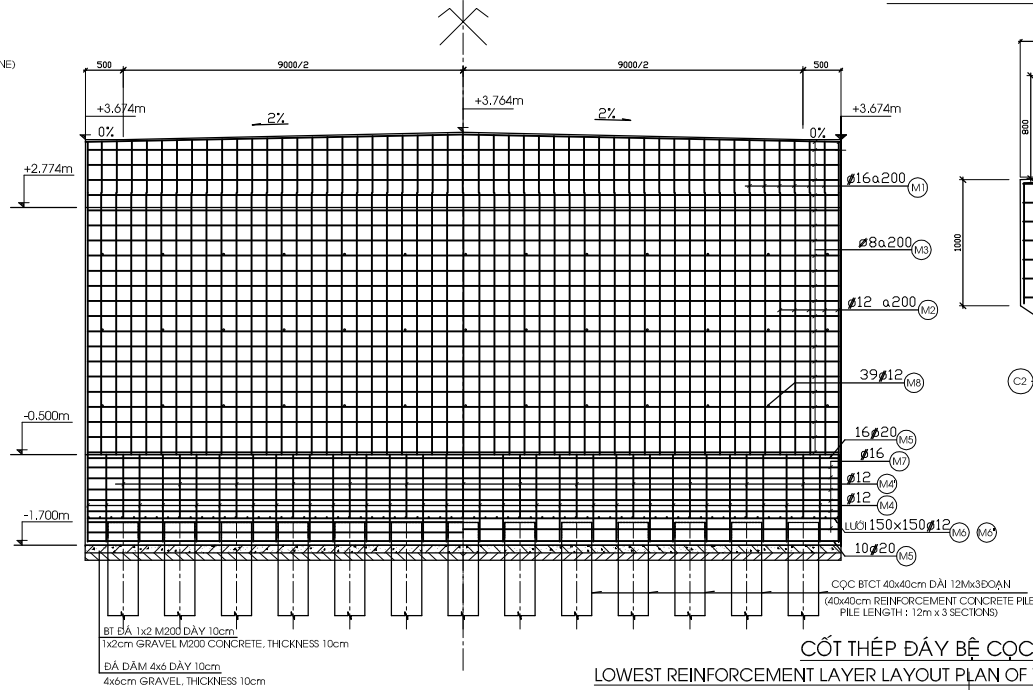 NE)
500
9000/2
9000/2
500
+3.674m
+3.764m
+3.674m
0%
2%
2%
0%
800
+2.774m
ø16a200 M1
1000
ø8a200 M3
ø12 a200 M2
39ø12 M8
C2
-0.500m
16ø20 M5
ø16 M7
ø12 M4'
ø12 M4
-1.700m
LƯỚI 150×150ø12 M6 M6'
10ø20 M5
CỌC BTCT 40x40cm DÀI 12Mx3ĐOẠN
(40x40cm REINFORCEMENT CONCRETE PILE
PILE LENGTH : 12m x 3 SECTIONS)
BT ĐÁ 1x2 M200 DÀY 10cm
1x2cm GRAVEL M200 CONCRETE, THICKNESS 10cm
ĐÁ DĂM 4x6 DÀY 10cm
4x6cm GRAVEL, THICKNESS 10cm
CỐT THÉP ĐÁY BỆ CỌC
LOWEST REINFORCEMENT LAYER LAYOUT PLAN OF